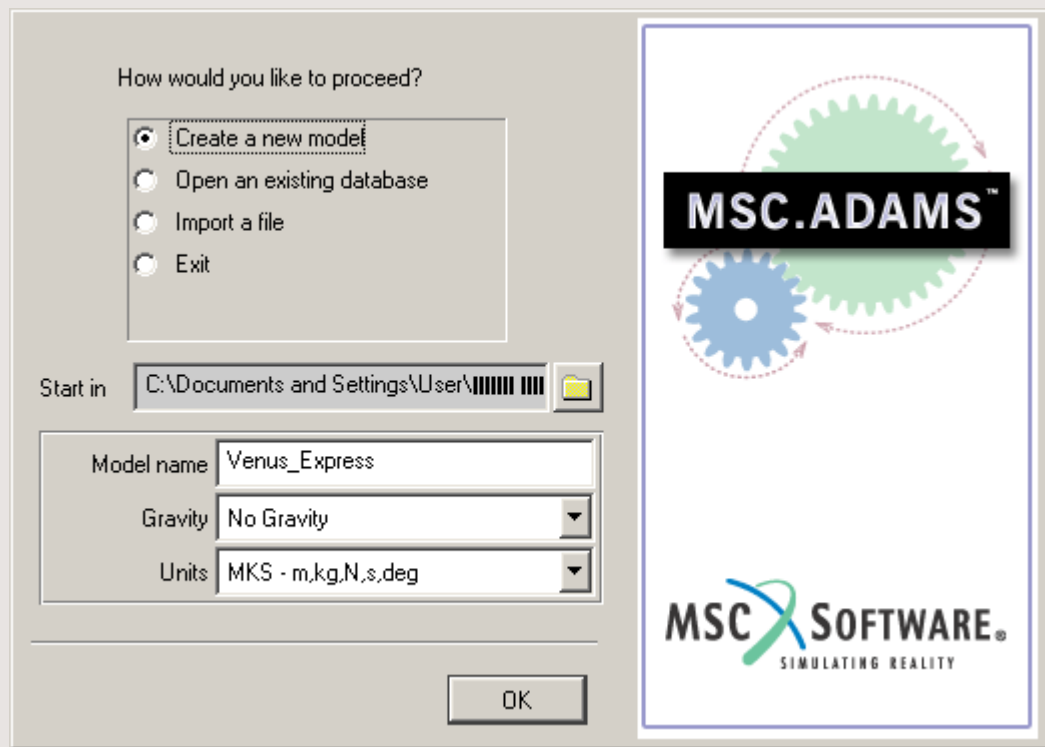 How would you like to proceed?
Create a new model
Open an existing database
Import a file
Exit
Start in C:\Documents and Settings\User\
Model name Venus_Express
Gravity No Gravity
Units MKS - m,kg,N,s,deg
OK
MSC.ADAMS™
MSC SOFTWARE®
SIMULATING REALITY